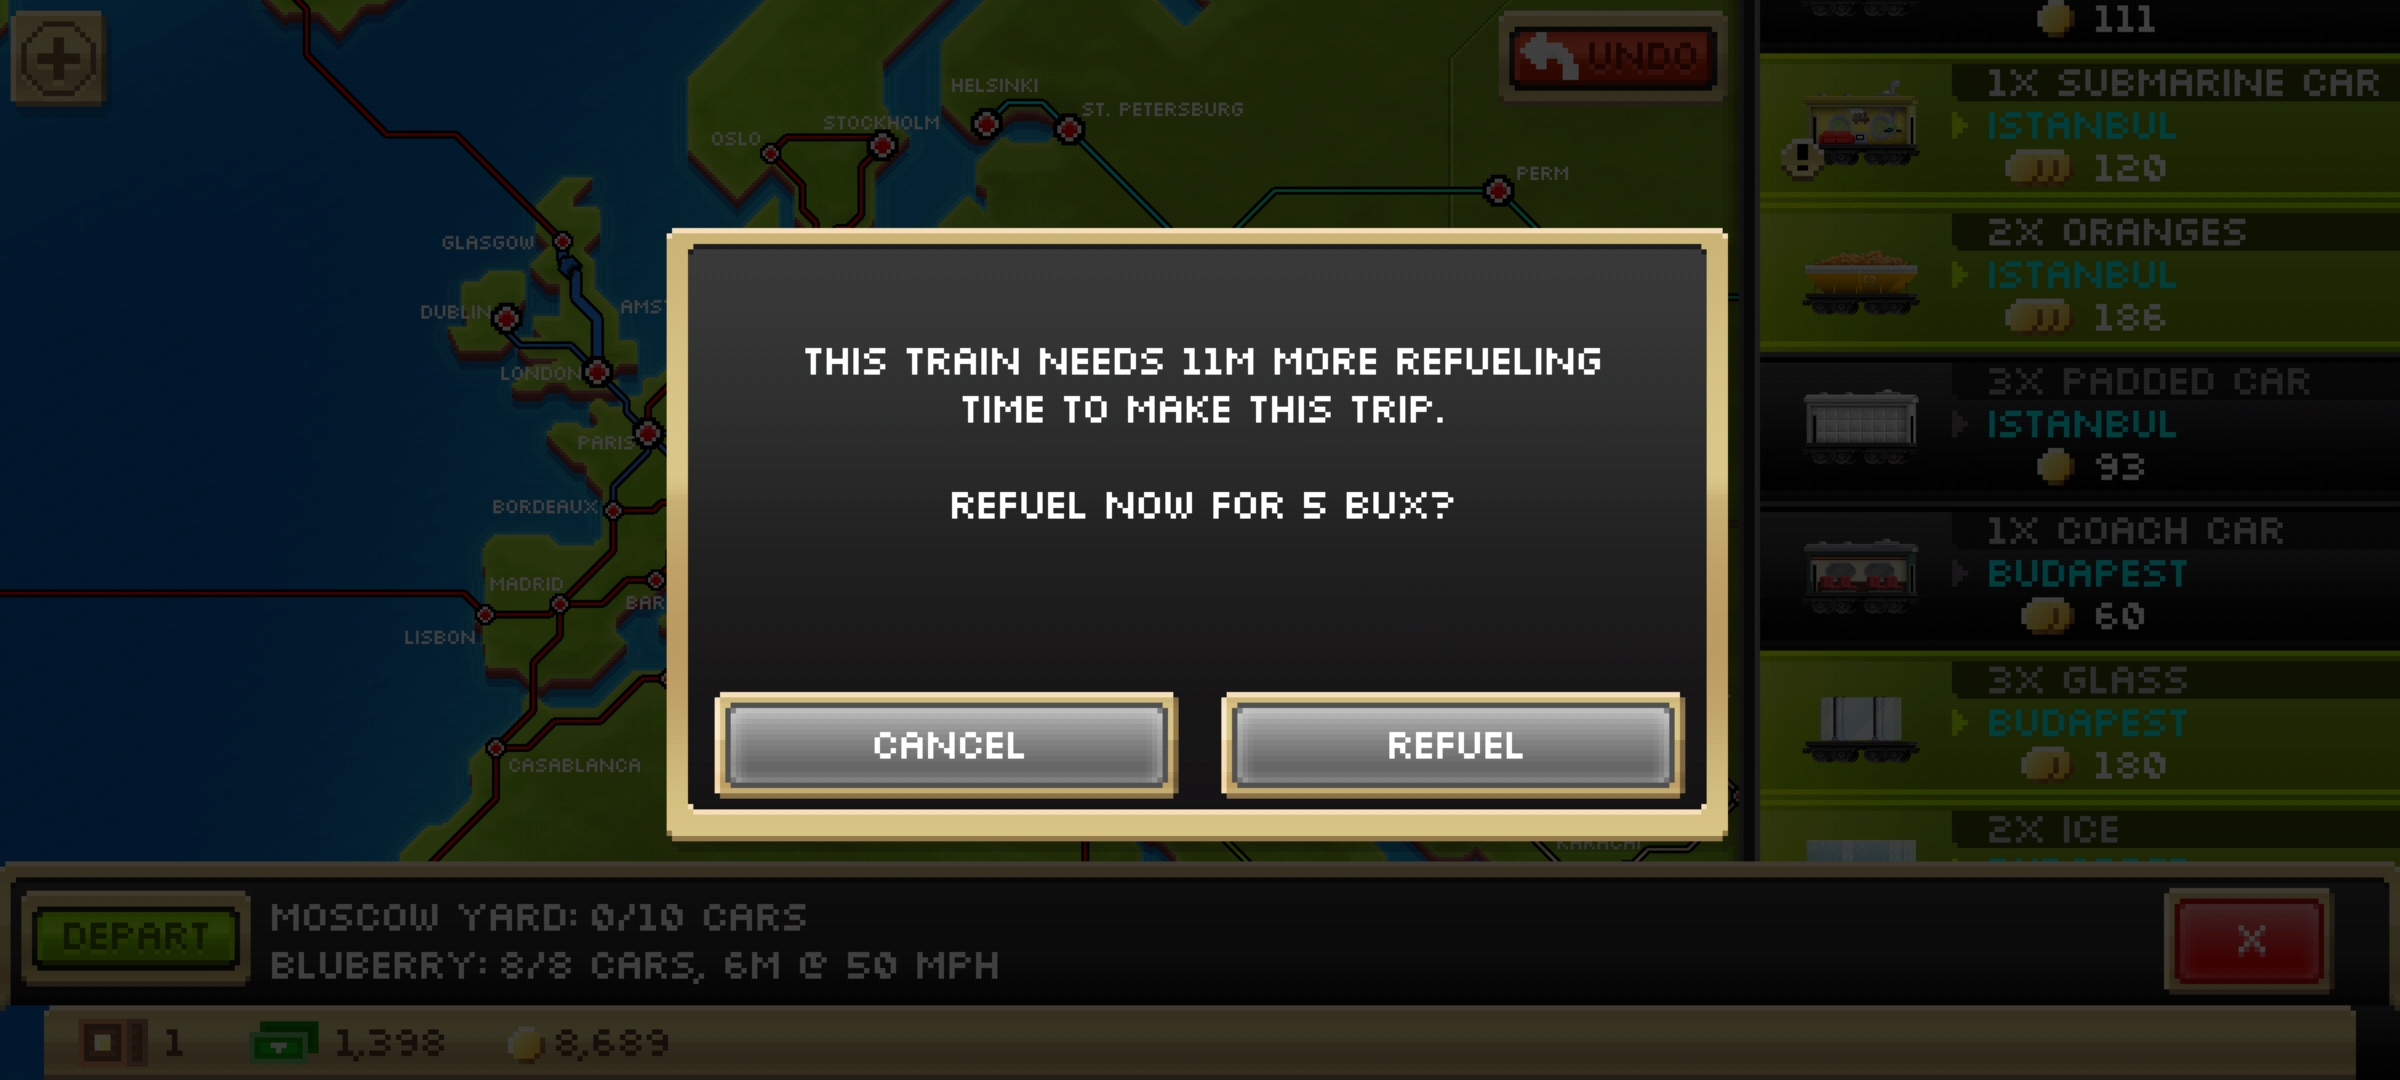 UNDO
HELSINKI
ST. PETERSBURG
STOCKHOLM
OSLO
PERM
GLASGOW
DUBLIN
AMST
LONDON
PARIS
BORDEAUX
MADRID
BAR
LISBON
CASABLANCA
KARACHI
111
1X SUBMARINE CAR
ISTANBUL
120
2X ORANGES
ISTANBUL
186
3X PADDED CAR
ISTANBUL
93
1X COACH CAR
BUDAPEST
60
3X GLASS
BUDAPEST
180
2X ICE
THIS TRAIN NEEDS 11M MORE REFUELING
TIME TO MAKE THIS TRIP.
REFUEL NOW FOR 5 BUX?
CANCEL
REFUEL
DEPART
MOSCOW YARD: 0/10 CARS
BLUBERRY: 8/8 CARS, 6M @ 50 MPH
X
1
1,398
8,689